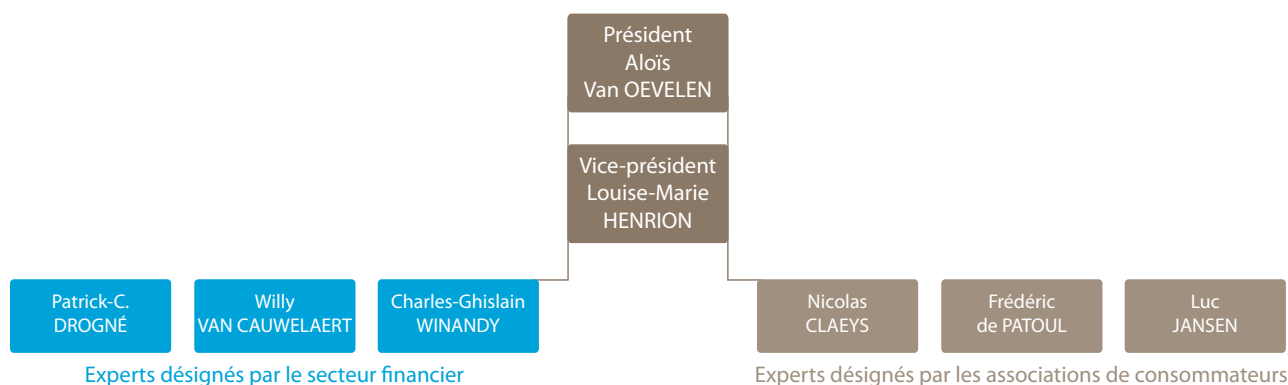 Président
Aloïs
Van OEVELEN
Vice-président
Louise-Marie
HENRION
Patrick-C.
DROGNÉ
Willy
VAN CAUWELAERT
Charles-Ghislain
WINANDY
Nicolas
CLAEYS
Frédéric
de PATOUL
Luc
JANSEN
Experts désignés par le secteur financier
Experts désignés par les associations de consommateurs